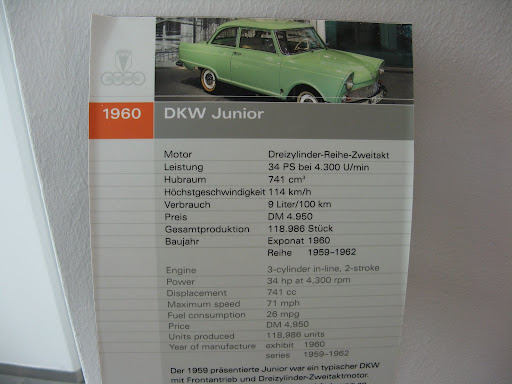 1960 DKW Junior
Motor Dreizylinder-Reihe-Zweitakt
Leistung 34 PS bei 4.300 U/min
Hubraum 741 cm³
Höchstgeschwindigkeit 114 km/h
Verbrauch 9 Liter/100 km
Preis DM 4.950
Gesamtproduktion 118.986 Stück
Baujahr Exponat 1960
Reihe 1959-1962
Engine 3-cylinder in-line, 2-stroke
Power 34 hp at 4,300 rpm
Displacement 741 cc
Maximum speed 71 mph
Fuel consumption 26 mpg
Price DM 4,950
Units produced 118,986 units
Year of manufacture exhibit 1960
series 1959-1962
Der 1959 präsentierte Junior war ein typischer DKW
mit Frontantrieb und Dreizylinder-Zweitaktmotor.